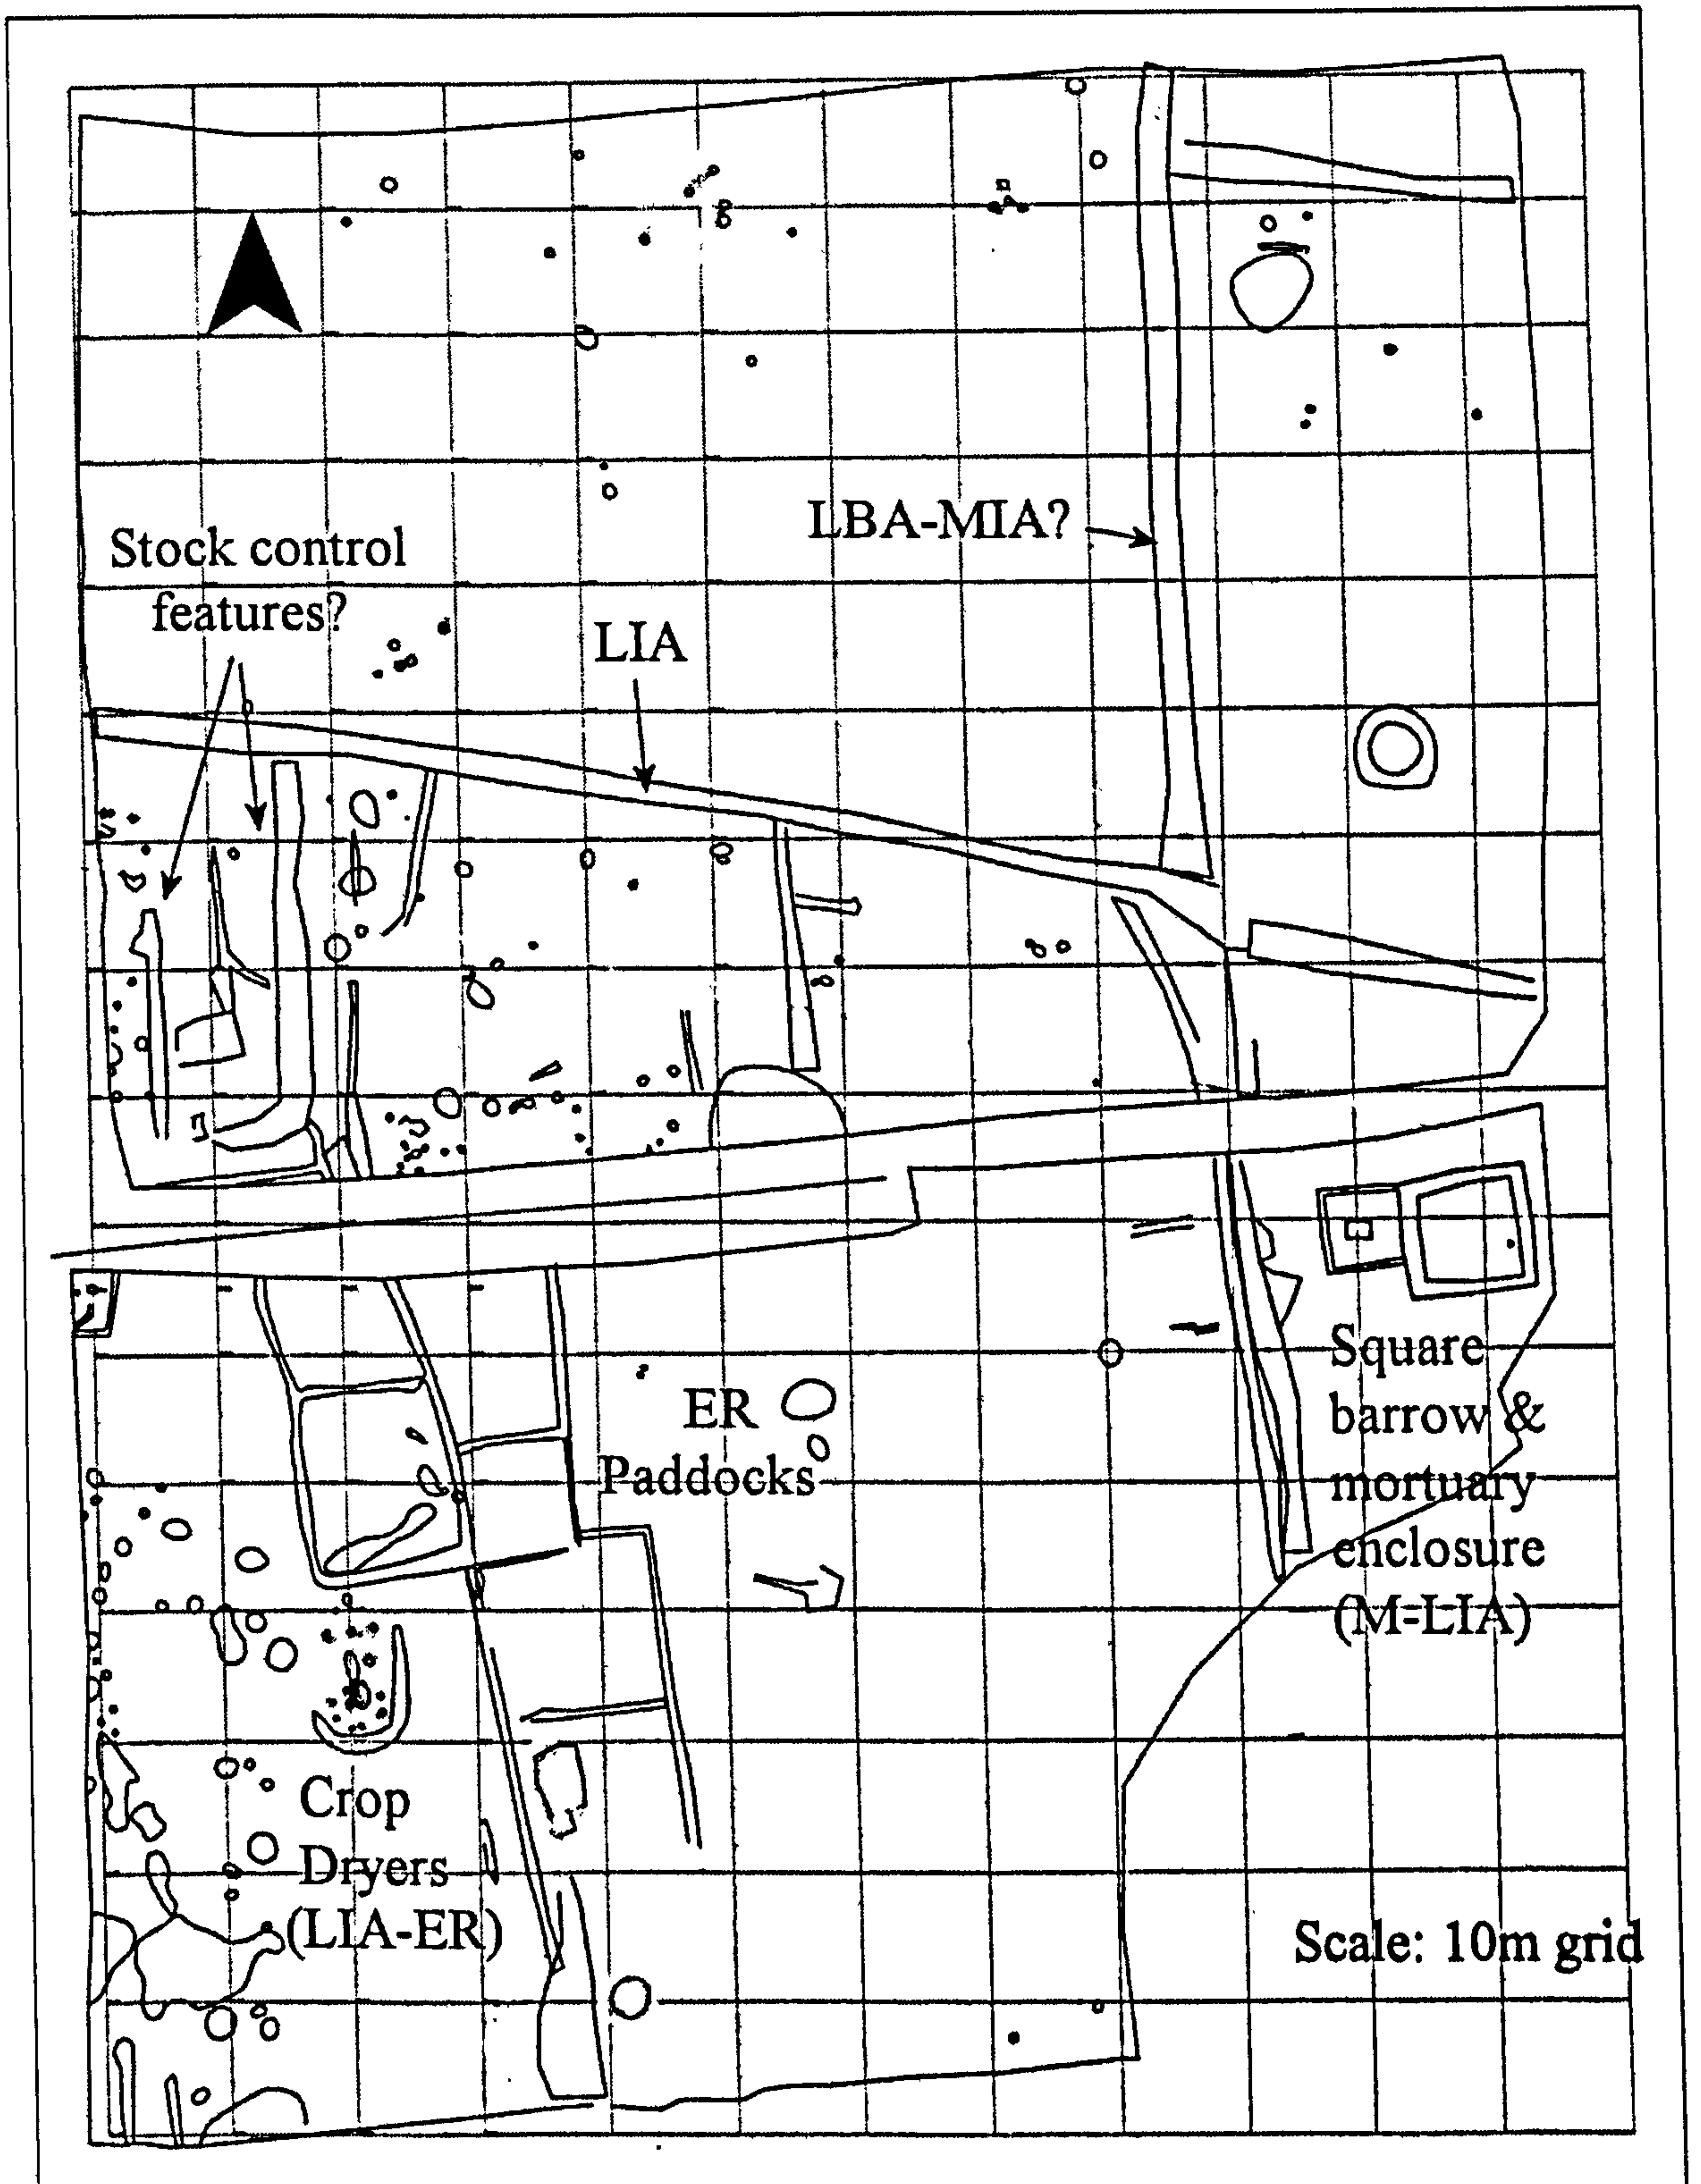 LBA-MIA?
Stock control
features?
LIA
ER
Paddocks
Square
barrow &
mortuary
enclosure
(M-LIA)
Crop
Dryers
(LIA-ER)
Scale: 10m grid